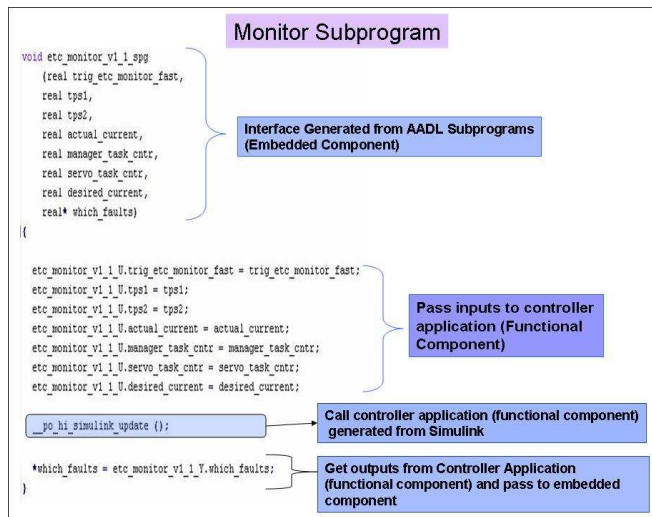 Monitor Subprogram
void etc_monitor_v1_1_spg
(real trig_etc_monitor_fast,
real tps1,
real tps2,
real actual_current,
real manager_task_cntr,
real servo_task_cntr,
real desired_current,
real* which_faults)
{
Interface Generated from AADL Subprograms
(Embedded Component)
etc_monitor_v1_1_U.trig_etc_monitor_fast = trig_etc_monitor_fast;
etc_monitor_v1_1_U.tps1 = tps1;
etc_monitor_v1_1_U.tps2 = tps2;
etc_monitor_v1_1_U.actual_current = actual_current;
etc_monitor_v1_1_U.manager_task_cntr = manager_task_cntr;
etc_monitor_v1_1_U.servo_task_cntr = servo_task_cntr;
etc_monitor_v1_1_U.desired_current = desired_current;
Pass inputs to controller
application (Functional
Component)
__po_hi_simulink_update ();
Call controller application (functional component)
generated from Simulink
*which_faults = etc_monitor_v1_1_Y.which_faults;
}
Get outputs from Controller Application
(functional component) and pass to embedded
component